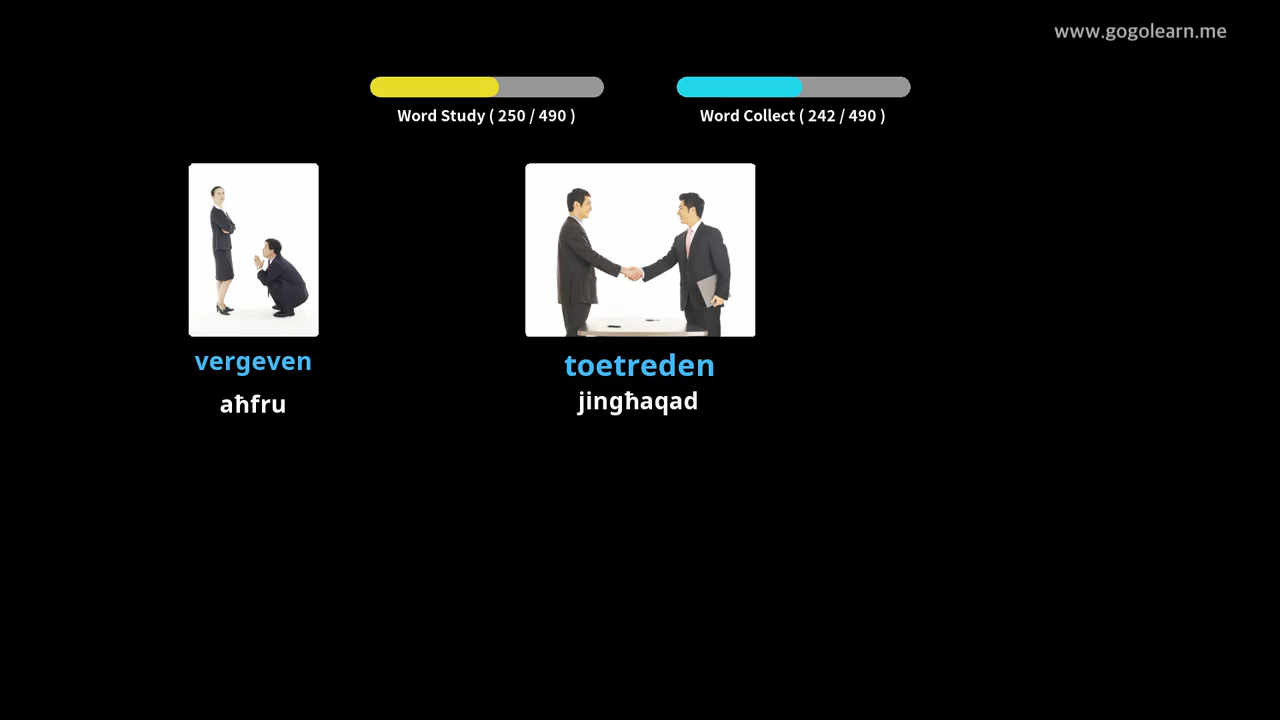 www.gogolearn.me
Word Study ( 250 / 490 )
Word Collect ( 242 / 490 )
vergeven
aħfru
toetreden
jingħaqad